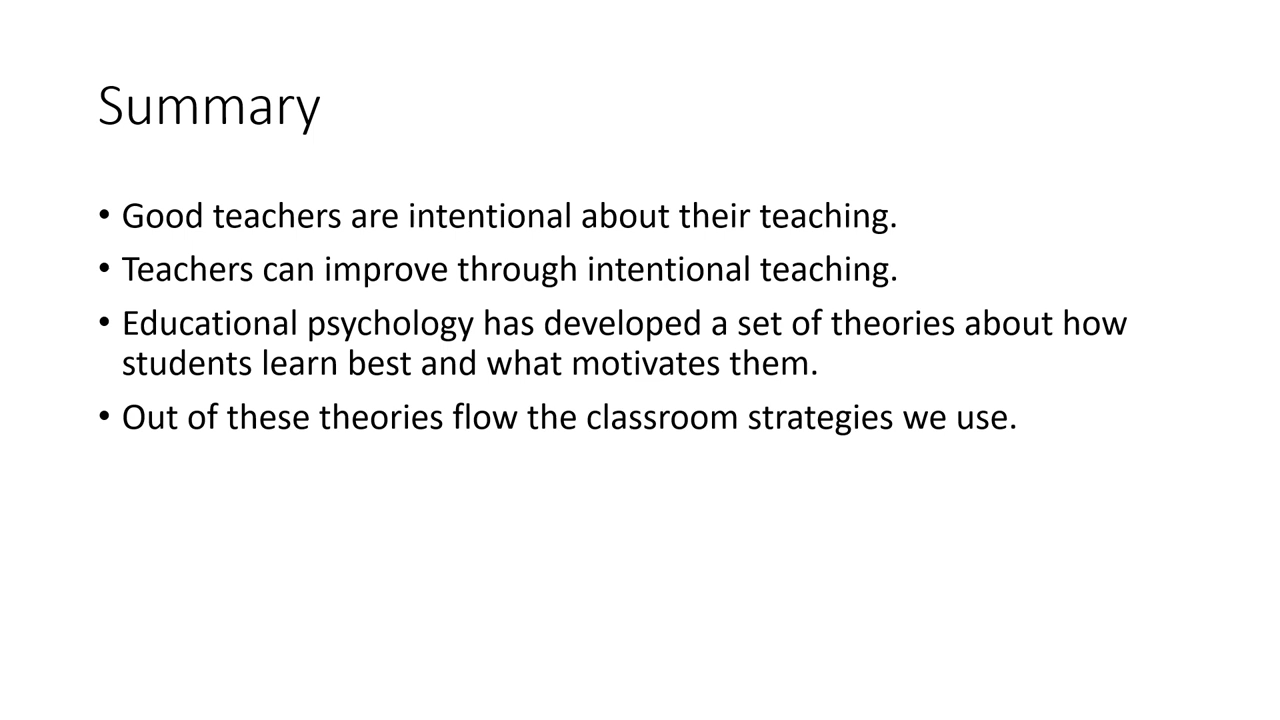 Summary
• Good teachers are intentional about their teaching.
• Teachers can improve through intentional teaching.
• Educational psychology has developed a set of theories about how
students learn best and what motivates them.
• Out of these theories flow the classroom strategies we use.